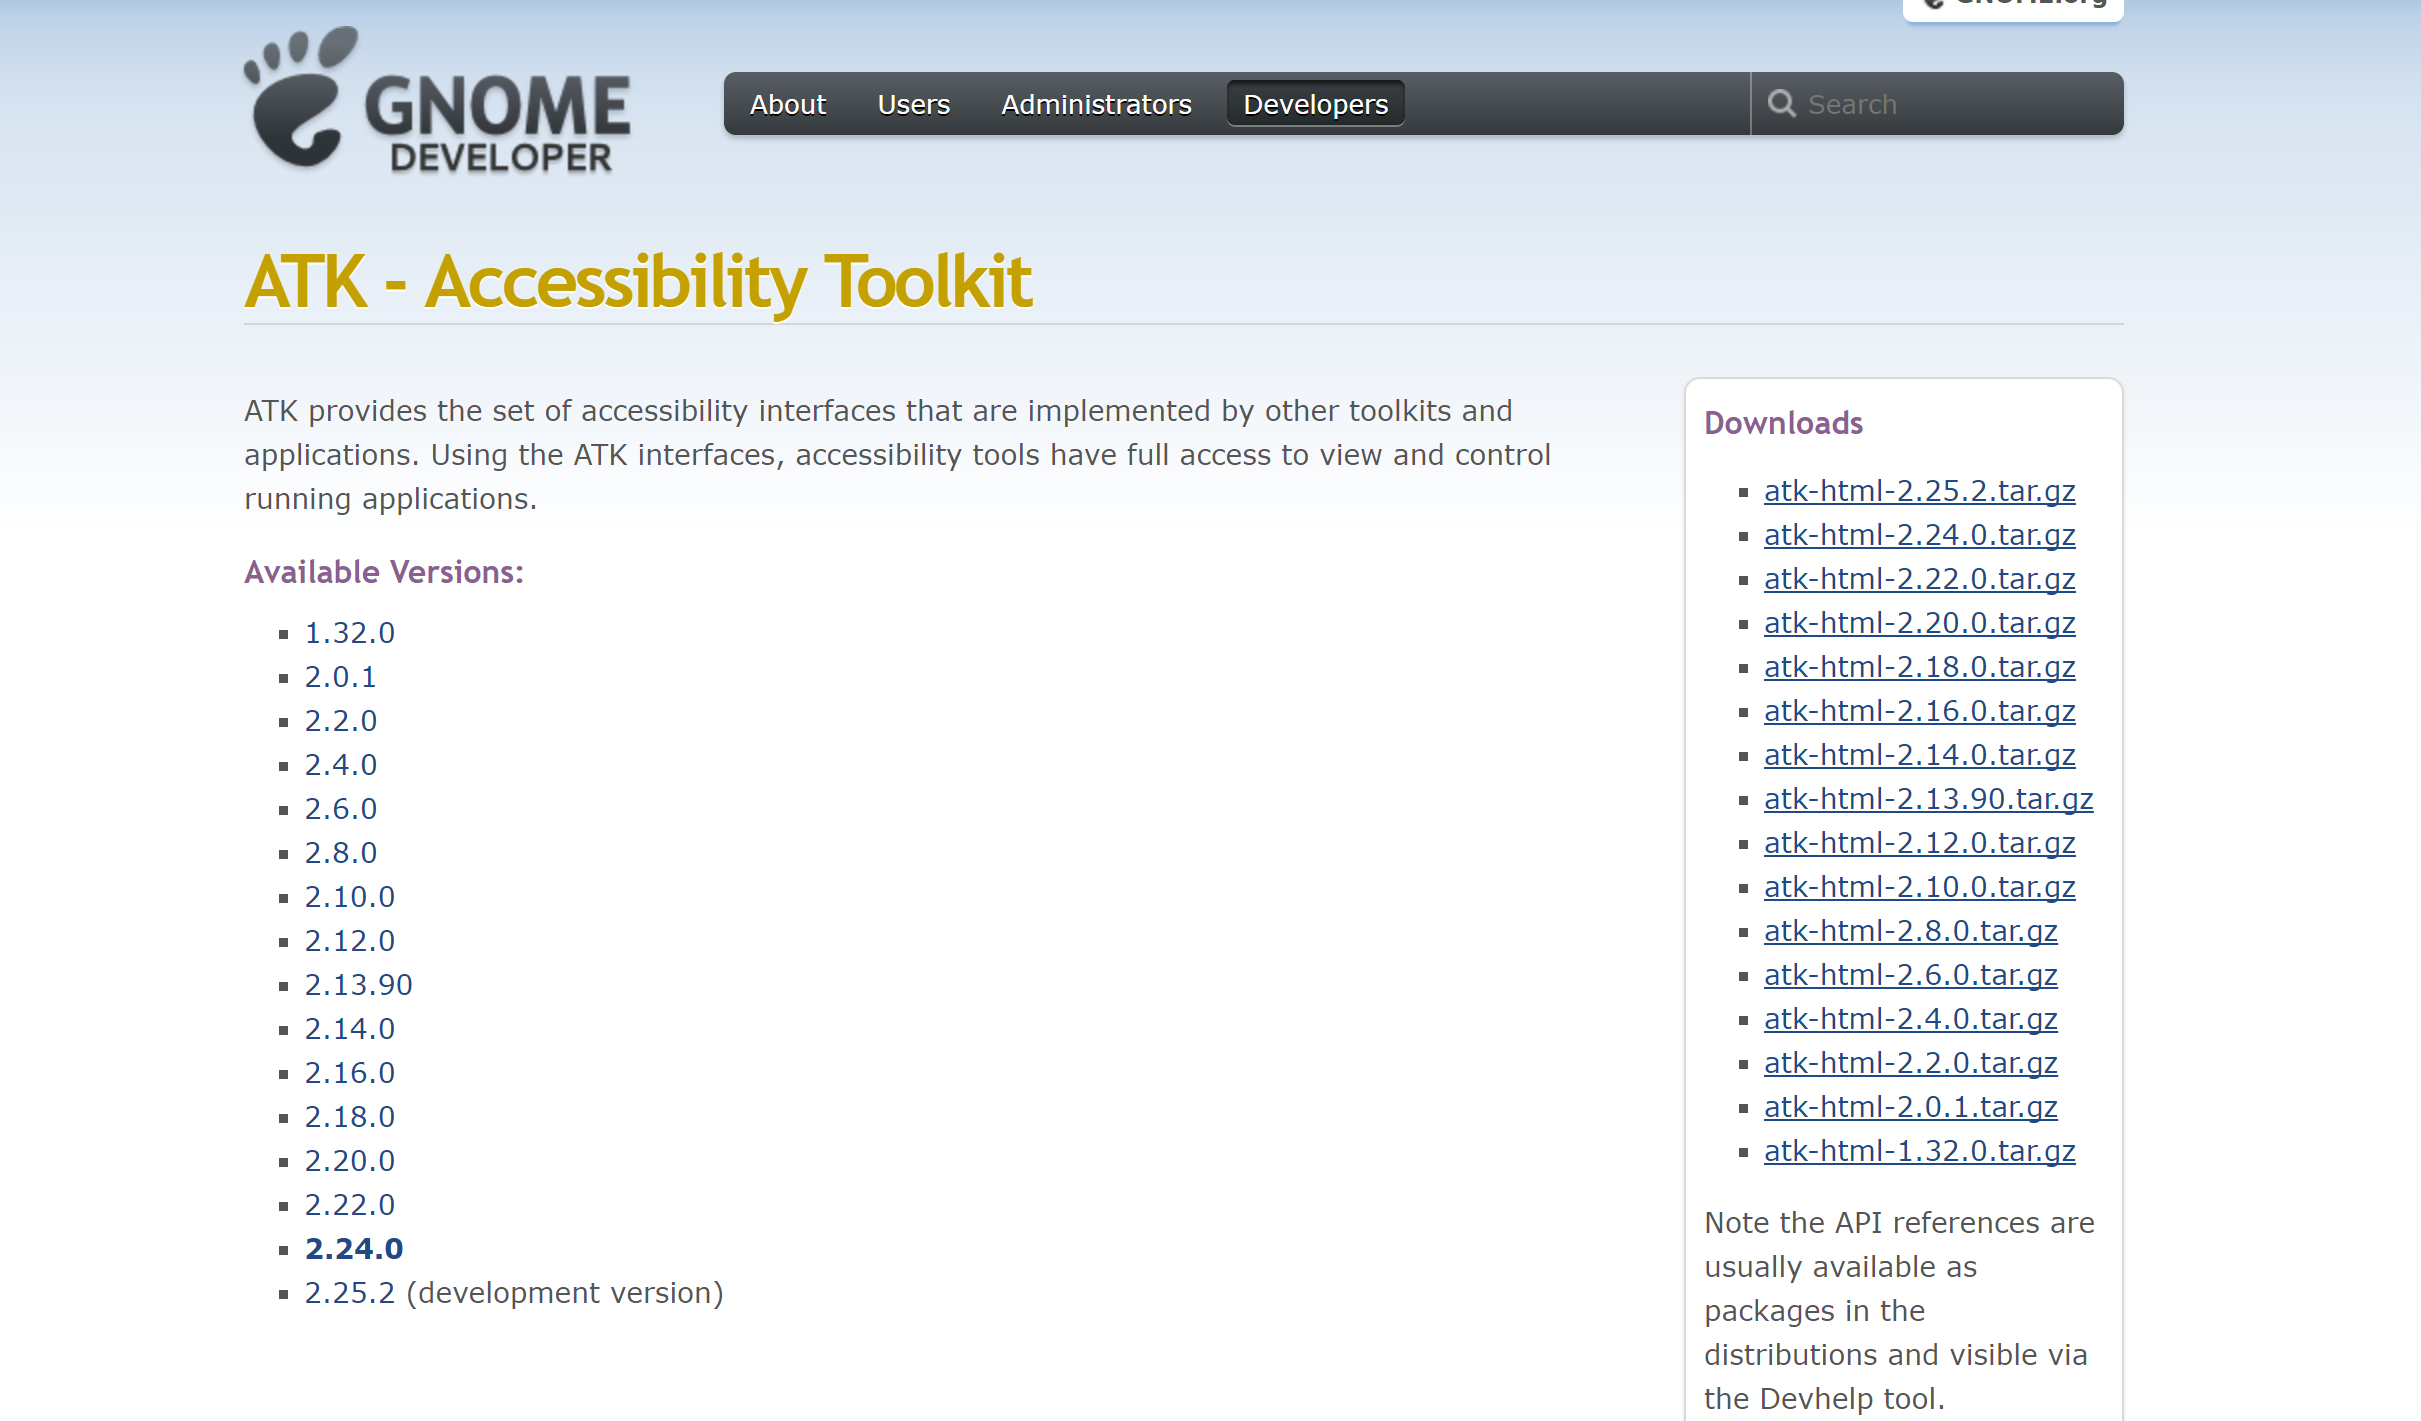 GNOME.org
GNOME
DEVELOPER
About
Users
Administrators
Developers
Search
ATK - Accessibility Toolkit
ATK provides the set of accessibility interfaces that are implemented by other toolkits and
applications. Using the ATK interfaces, accessibility tools have full access to view and control
running applications.
Available Versions:
1.32.0
2.0.1
2.2.0
2.4.0
2.6.0
2.8.0
2.10.0
2.12.0
2.13.90
2.14.0
2.16.0
2.18.0
2.20.0
2.22.0
2.24.0
2.25.2 (development version)
Downloads
atk-html-2.25.2.tar.gz
atk-html-2.24.0.tar.gz
atk-html-2.22.0.tar.gz
atk-html-2.20.0.tar.gz
atk-html-2.18.0.tar.gz
atk-html-2.16.0.tar.gz
atk-html-2.14.0.tar.gz
atk-html-2.13.90.tar.gz
atk-html-2.12.0.tar.gz
atk-html-2.10.0.tar.gz
atk-html-2.8.0.tar.gz
atk-html-2.6.0.tar.gz
atk-html-2.4.0.tar.gz
atk-html-2.2.0.tar.gz
atk-html-2.0.1.tar.gz
atk-html-1.32.0.tar.gz
Note the API references are
usually available as
packages in the
distributions and visible via
the Devhelp tool.